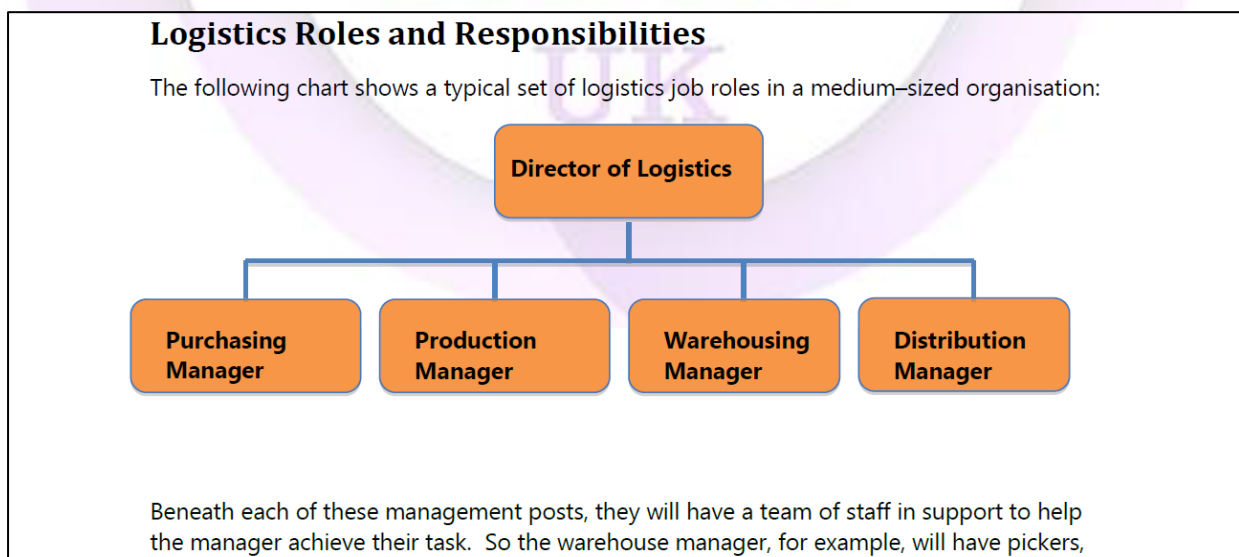 Logistics Roles and Responsibilities
UK
The following chart shows a typical set of logistics job roles in a medium–sized organisation:
Director of Logistics
Purchasing
Manager
Production
Manager
Warehousing
Manager
Distribution
Manager
Beneath each of these management posts, they will have a team of staff in support to help
the manager achieve their task.  So the warehouse manager, for example, will have pickers,